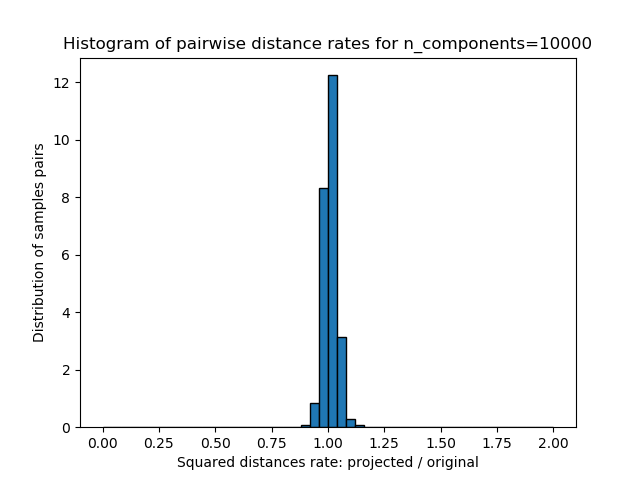 Histogram of pairwise distance rates for n_components=10000
Distribution of samples pairs
12
10
8
6
4
2
0
0.00 0.25 0.50 0.75 1.00 1.25 1.50 1.75 2.00
Squared distances rate: projected / original